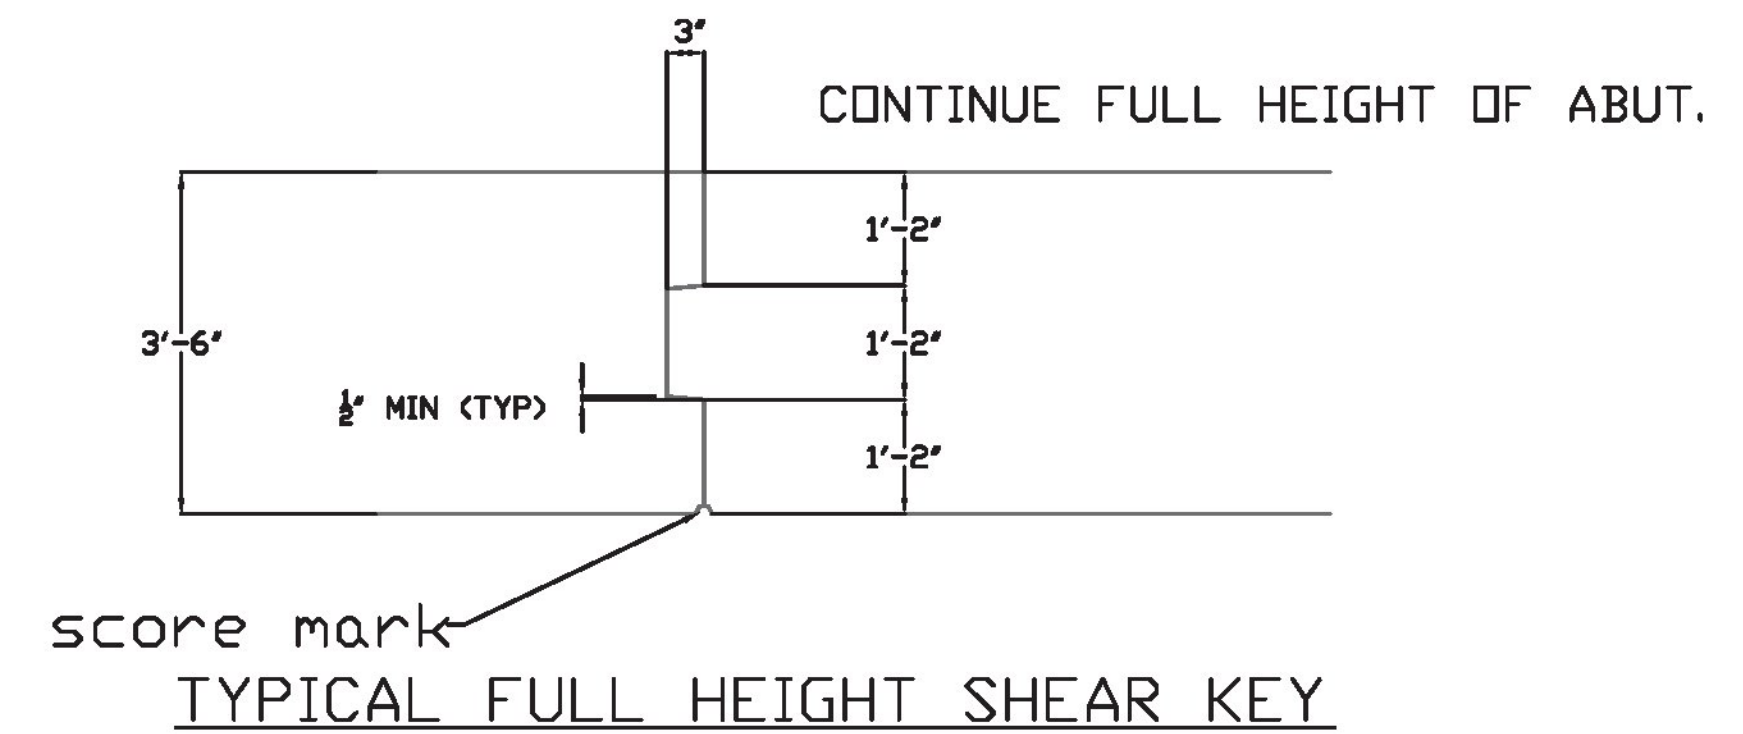 3"
CONTINUE FULL HEIGHT OF ABUT.
1'-2"
3'-6"
1'-2"
½" MIN (TYP)
1'-2"
score mark
TYPICAL FULL HEIGHT SHEAR KEY